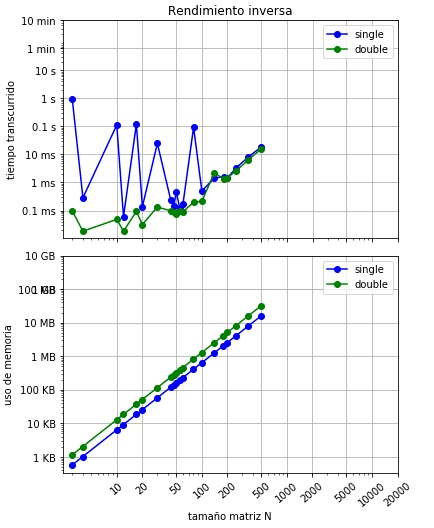 Rendimiento inversa
10 min
1 min
10 s
1 s
0.1 s
10 ms
1 ms
0.1 ms
tiempo transcurrido
single
double
10 GB
1 GB
100 MB
10 MB
1 MB
100 KB
10 KB
1 KB
uso de memoria
single
double
10 20 50 100 200 500 1000 2000 5000 10000 20000
tamaño matriz N